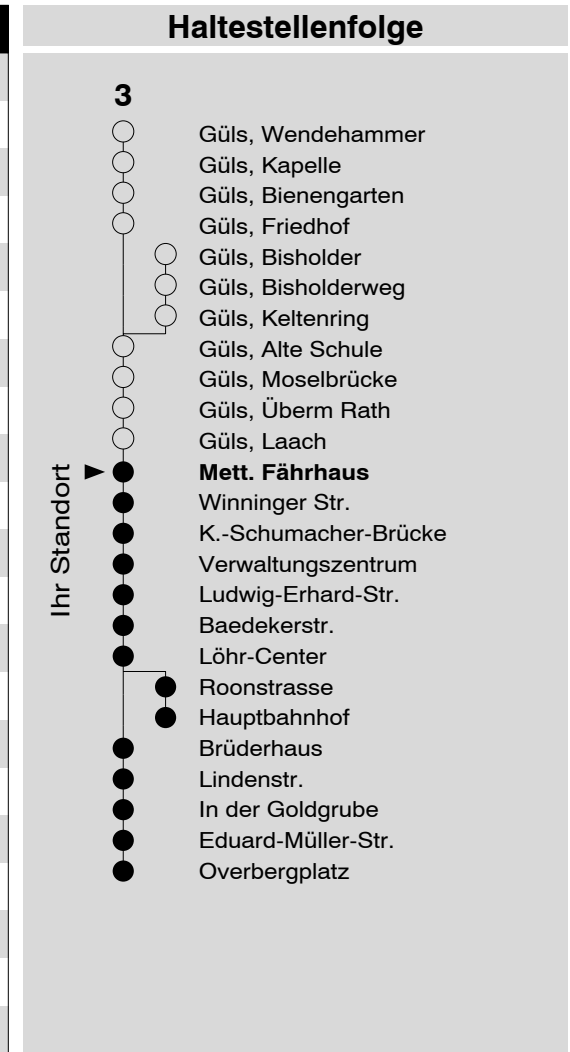 Haltestellenfolge
3
Güls, Wendehammer
Güls, Kapelle
Güls, Bienengarten
Güls, Friedhof
Güls, Bisholder
Güls, Bisholderweg
Güls, Keltenring
Güls, Alte Schule
Güls, Moselbrücke
Güls, Überm Rath
Güls, Laach
Ihr Standort
Mett. Fährhaus
Winninger Str.
K.-Schumacher-Brücke
Verwaltungszentrum
Ludwig-Erhard-Str.
Baedekerstr.
Löhr-Center
Roonstrasse
Hauptbahnhof
Brüderhaus
Lindenstr.
In der Goldgrube
Eduard-Müller-Str.
Overbergplatz